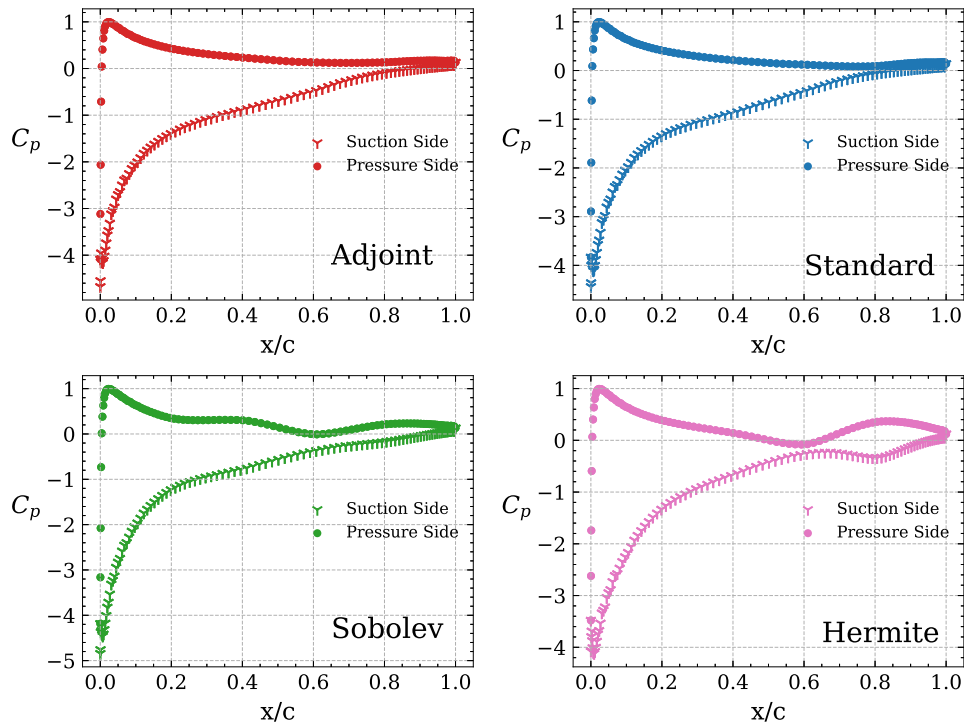 1
0
−1
−2
−3
−4
C_p
Suction Side
Pressure Side
Adjoint
0.0 0.2 0.4 0.6 0.8 1.0
x/c
1
0
−1
−2
−3
−4
C_p
Suction Side
Pressure Side
Standard
0.0 0.2 0.4 0.6 0.8 1.0
x/c
1
0
−1
−2
−3
−4
−5
C_p
Suction Side
Pressure Side
Sobolev
0.0 0.2 0.4 0.6 0.8 1.0
x/c
1
0
−1
−2
−3
−4
C_p
Suction Side
Pressure Side
Hermite
0.0 0.2 0.4 0.6 0.8 1.0
x/c